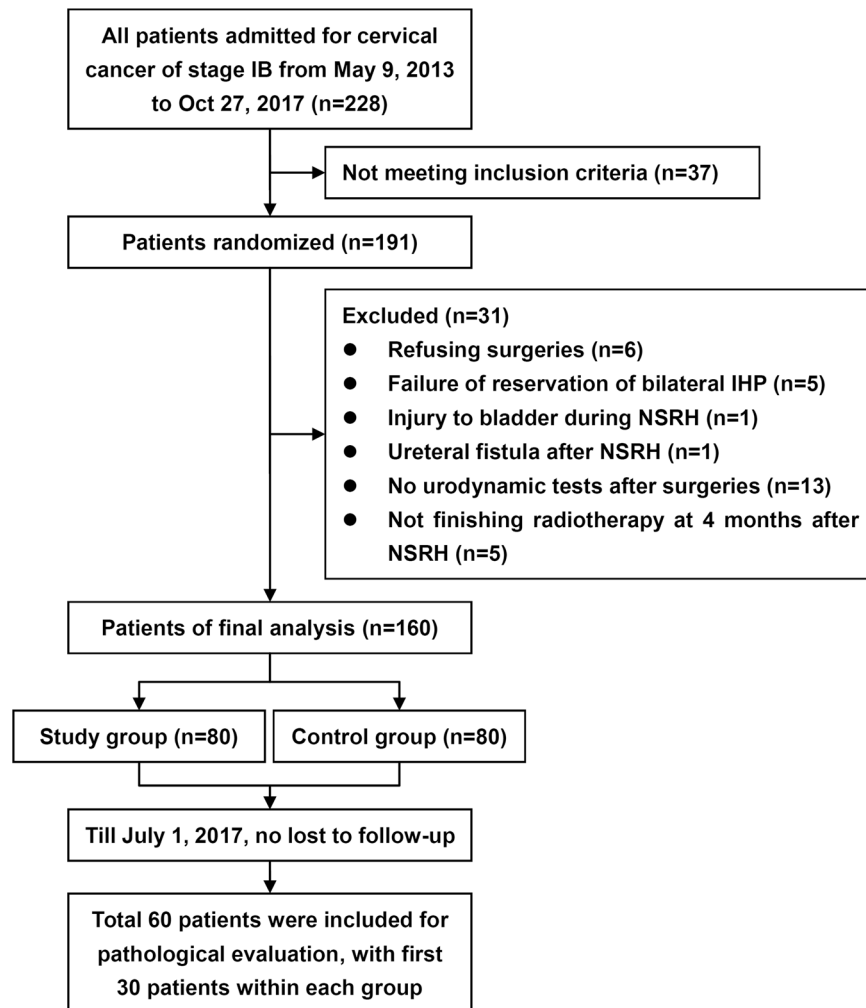 All patients admitted for cervical
cancer of stage IB from May 9, 2013
to Oct 27, 2017 (n=228)
Not meeting inclusion criteria (n=37)
Patients randomized (n=191)
Excluded (n=31)
● Refusing surgeries (n=6)
● Failure of reservation of bilateral IHP (n=5)
● Injury to bladder during NSRH (n=1)
● Ureteral fistula after NSRH (n=1)
● No urodynamic tests after surgeries (n=13)
● Not finishing radiotherapy at 4 months after
NSRH (n=5)
Patients of final analysis (n=160)
Study group (n=80)
Control group (n=80)
Till July 1, 2017, no lost to follow-up
Total 60 patients were included for
pathological evaluation, with first
30 patients within each group